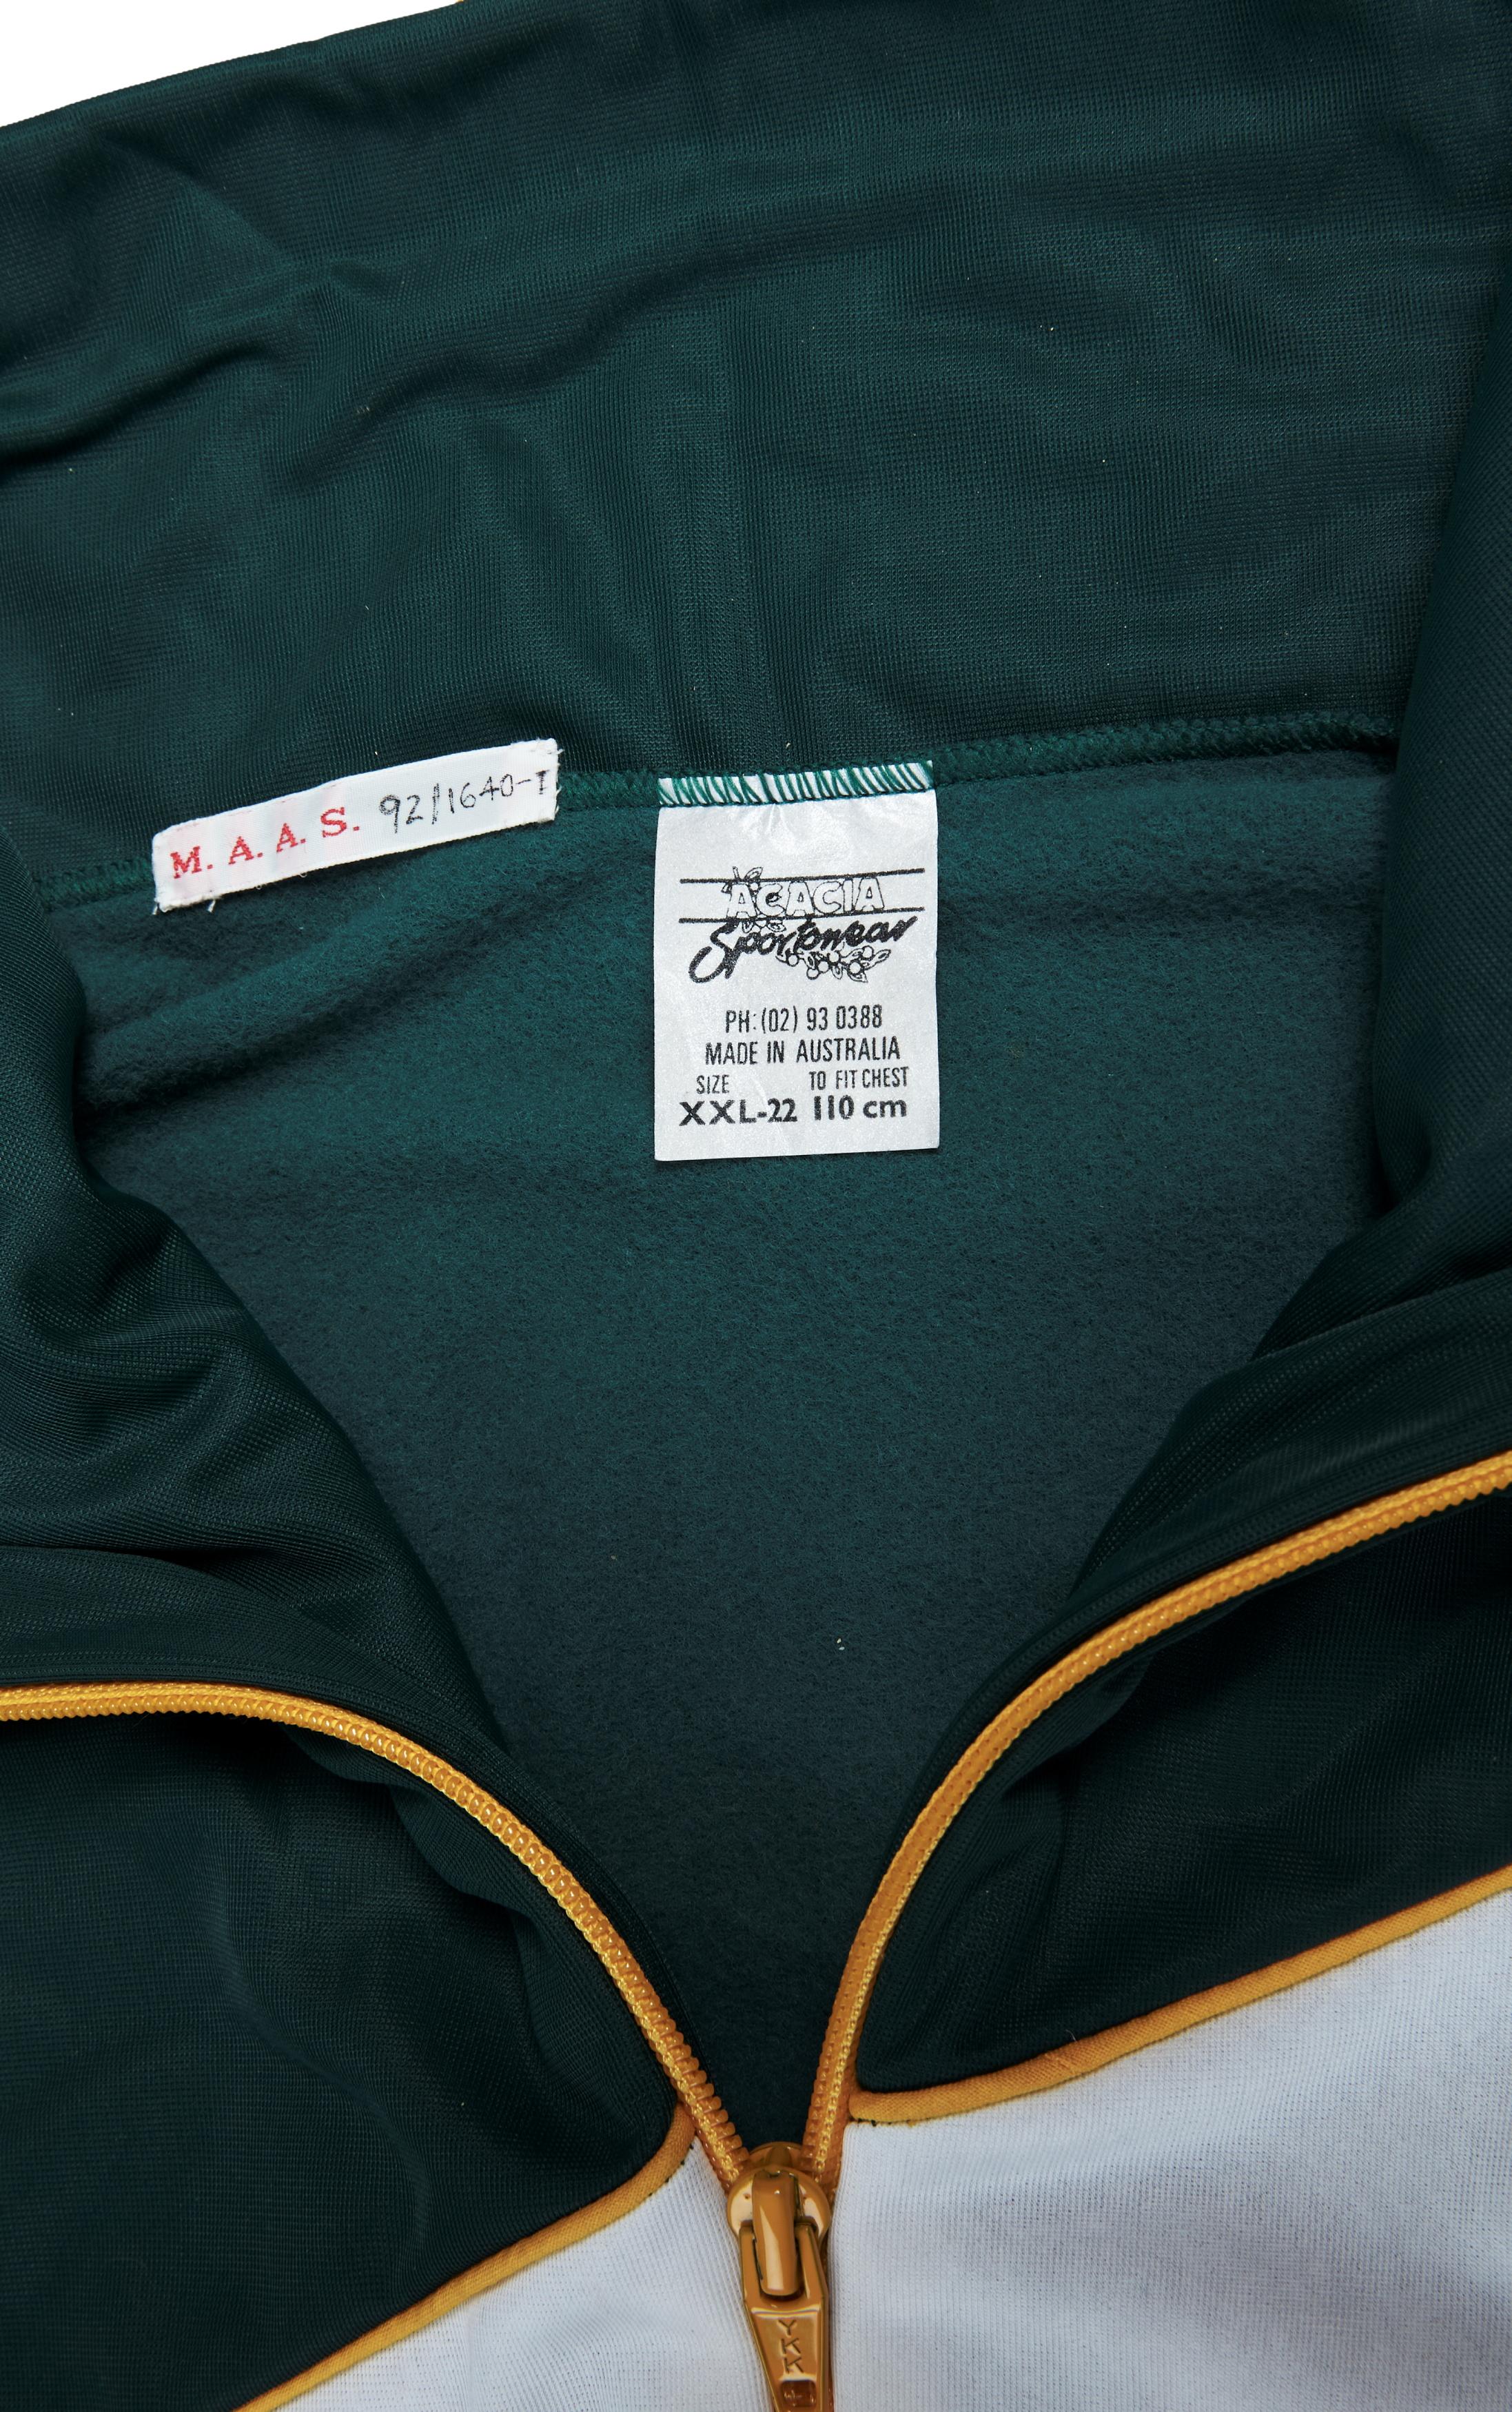 M. A. A. S. 92/1640-1
ACACIA
Sportswear
PH: (02) 93 0388
MADE IN AUSTRALIA
SIZE TO FIT CHEST
XXL-22 110 cm
YKK